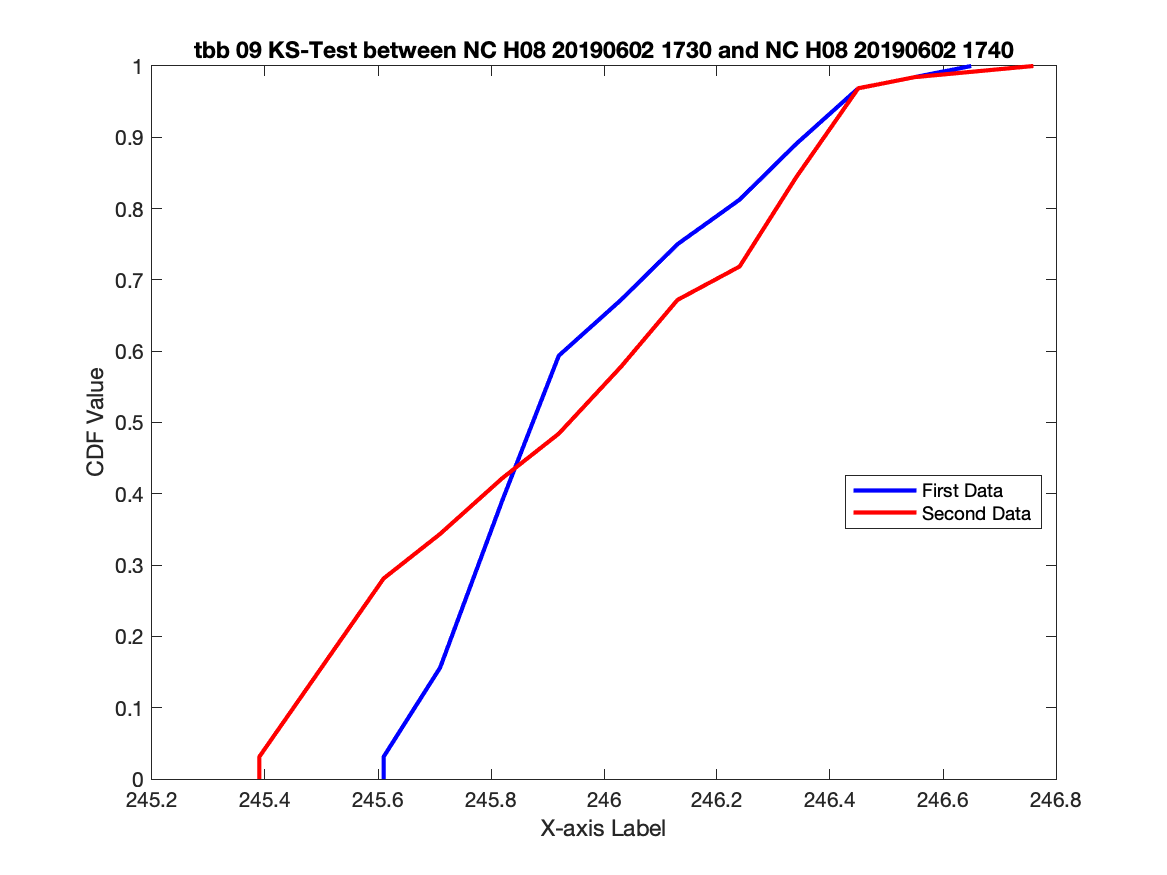 tbb 09 KS-Test between NC H08 20190602 1730 and NC H08 20190602 1740
1
0.9
0.8
0.7
0.6
0.5
0.4
0.3
0.2
0.1
0
CDF Value
First Data
Second Data
245.2 245.4 245.6 245.8 246 246.2 246.4 246.6 246.8
X-axis Label